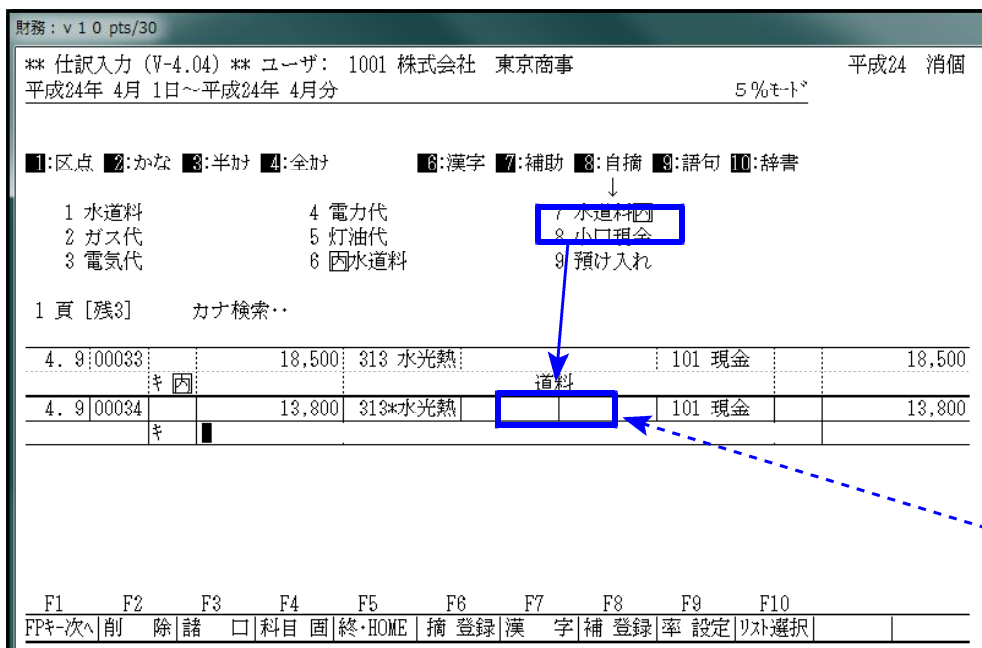 財務：v１０ pts/30
** 仕訳入力 (V-4.04) ** ユーザ： 1001 株式会社 東京商事 平成24 消個
平成24年 4月 1日～平成24年 4月分 ５％ﾓｰﾄﾞ
1:区点 2:かな 3:半ｶﾅ 4:全ｶﾅ 6:漢字 7:補助 8:自摘 9:語句 10:辞書
↓
1 水道料 4 電力代 7 水道料内
2 ガス代 5 灯油代 8 小口現金
3 電気代 6 内水道料 9 預け入れ
1 頁 [残3] カナ検索‥
4. 9 00033 18,500 313 水光熱 101 現金 18,500
ｷ 内 道料
4. 9 00034 13,800 313*水光熱 101 現金 13,800
ｷ
F1 F2 F3 F4 F5 F6 F7 F8 F9 F10
FPｷｰ次へ 削 除 諸 口 科目 固 終･HOME 摘 登録 漢 字 補 登録 率 設定 ﾘｽﾄ選択